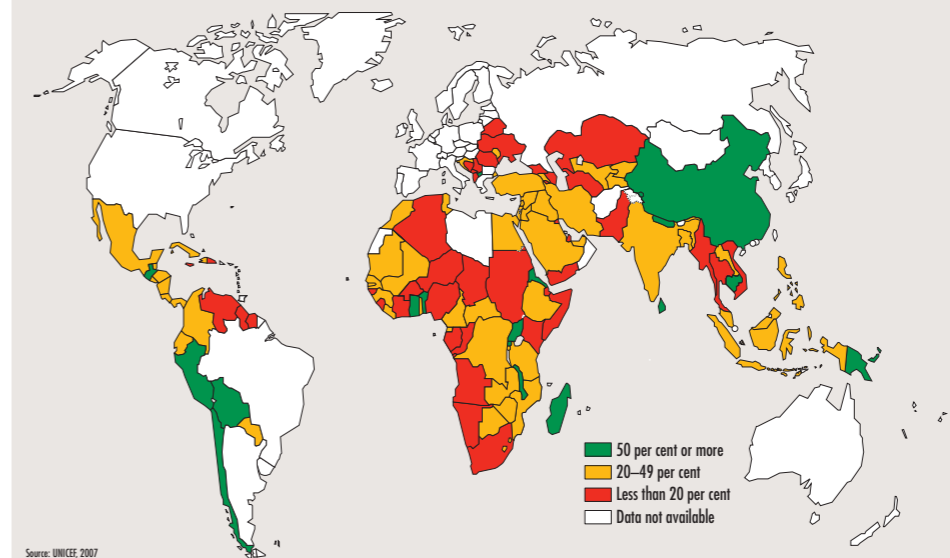 50 per cent or more
20–49 per cent
Less than 20 per cent
Data not available
Source: UNICEF, 2007